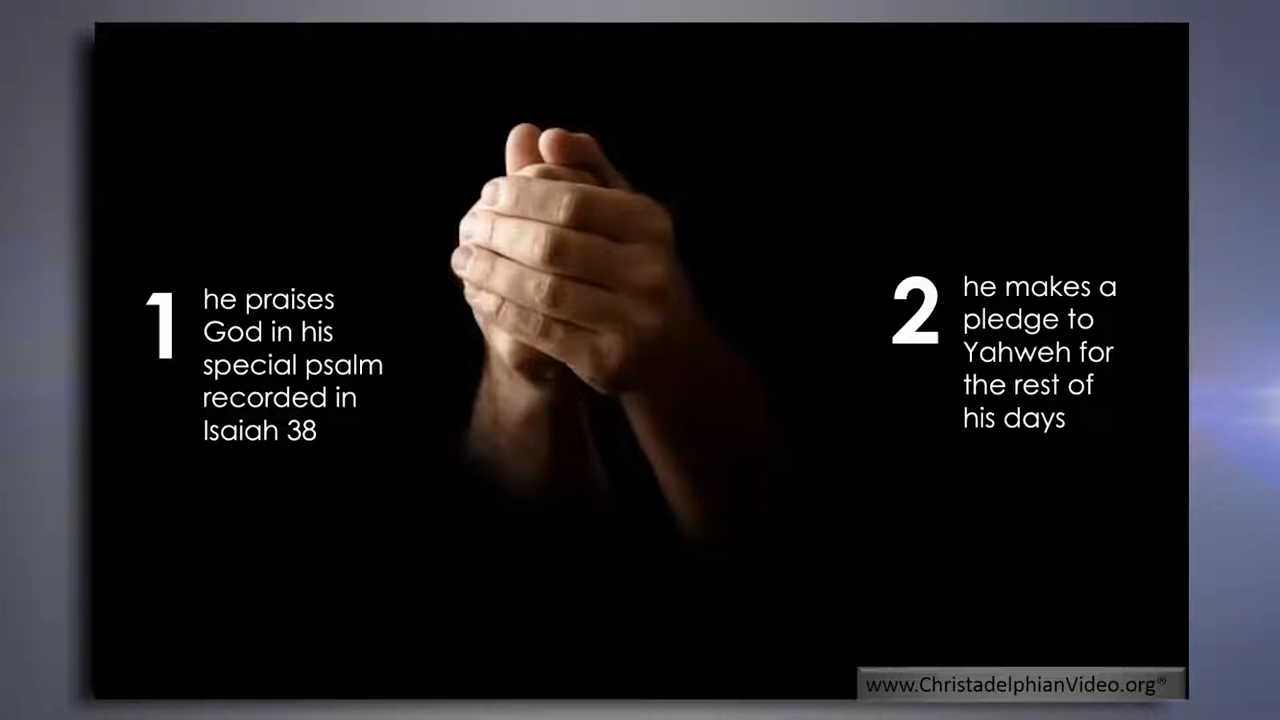 1
he praises
God in his
special psalm
recorded in
Isaiah 38
2
he makes a
pledge to
Yahweh for
the rest of
his days
www.ChristadelphianVideo.org®